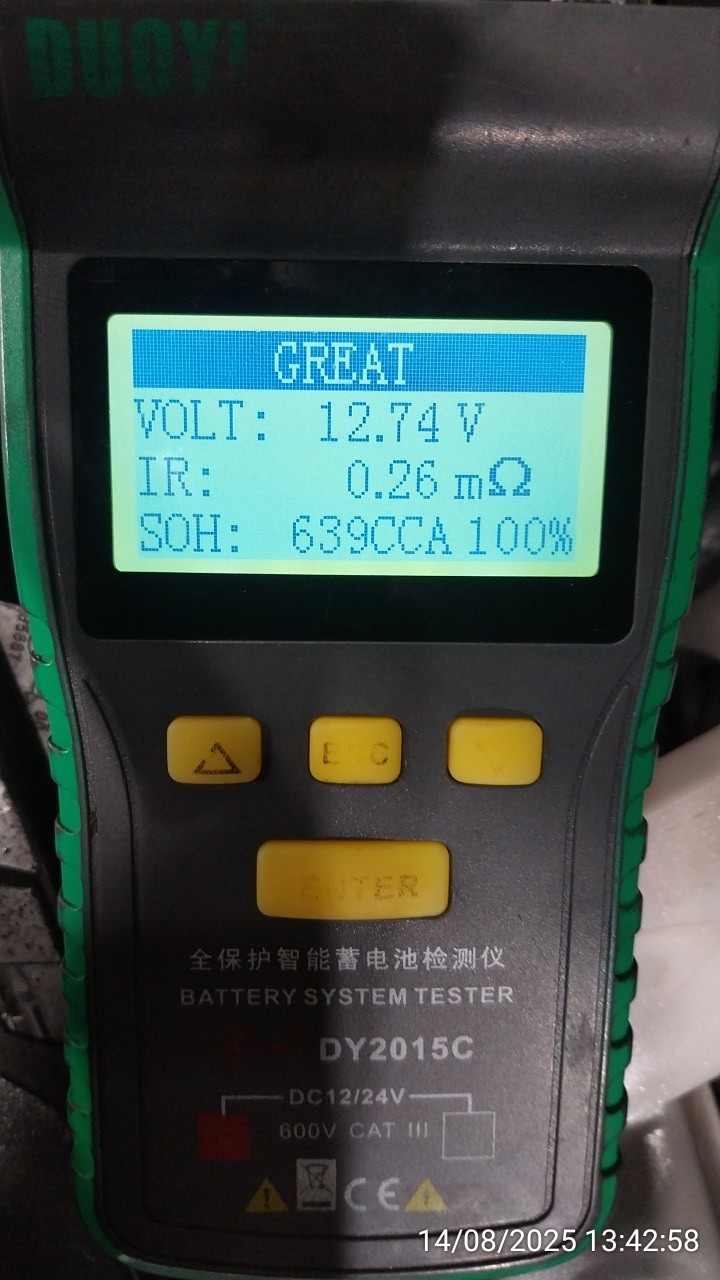 DUOYI®
GREAT
VOLT: 12.74 V
IR: 0.26 mΩ
SOH: 639CCA 100%
ESC
ENTER
全保护智能蓄电池检测仪
BATTERY SYSTEM TESTER
DY2015C
DC12/24V
600V CAT III
CE
14/08/2025 13:42:58